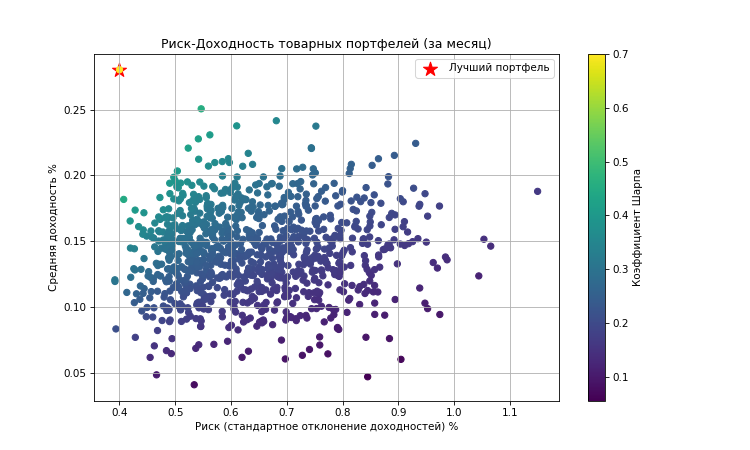 Риск-Доходность товарных портфелей (за месяц)
Лучший портфель
Средняя доходность %
0.25
0.20
0.15
0.10
0.05
0.4 0.5 0.6 0.7 0.8 0.9 1.0 1.1
Риск (стандартное отклонение доходностей) %
0.7
0.6
0.5
0.4
0.3
0.2
0.1
Коэффициент Шарпа